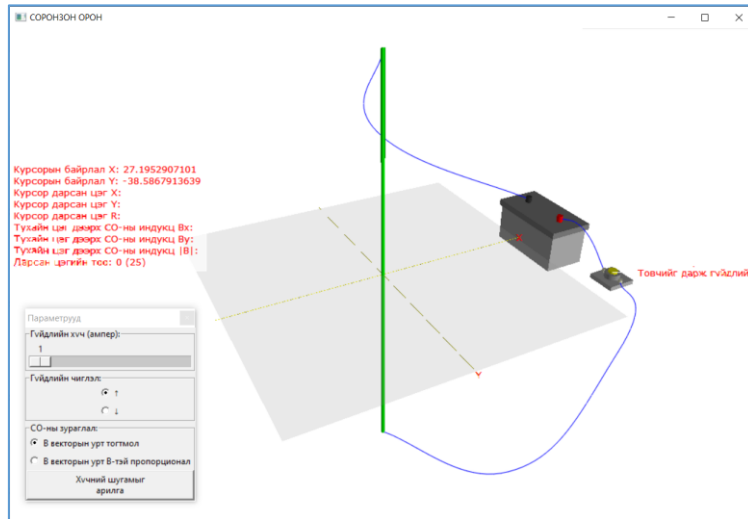 СОРОНЗОН ОРОН
Курсорын байрлал X: 27.1952907101
Курсорын байрлал Y: -38.5867913639
Курсор дарсан цэг X:
Курсор дарсан цэг Y:
Курсор дарсан цэг R:
Тухайн цэг дээрх СО-ны индукц Bx:
Тухайн цэг дээрх СО-ны индукц By:
Тухайн цэг дээрх СО-ны индукц |B|:
Дарсан цэгийн тоо: 0 (25)
X
Товчийг дарж гүйдлий
Y
Параметрууд
Гүйдлийн хүч (ампер):
1
Гүйдлийн чиглэл:
↑
↓
СО-ны зураглал:
B векторын урт тогтмол
B векторын урт B-тэй пропорционал
Хүчний шугамыг
арилга